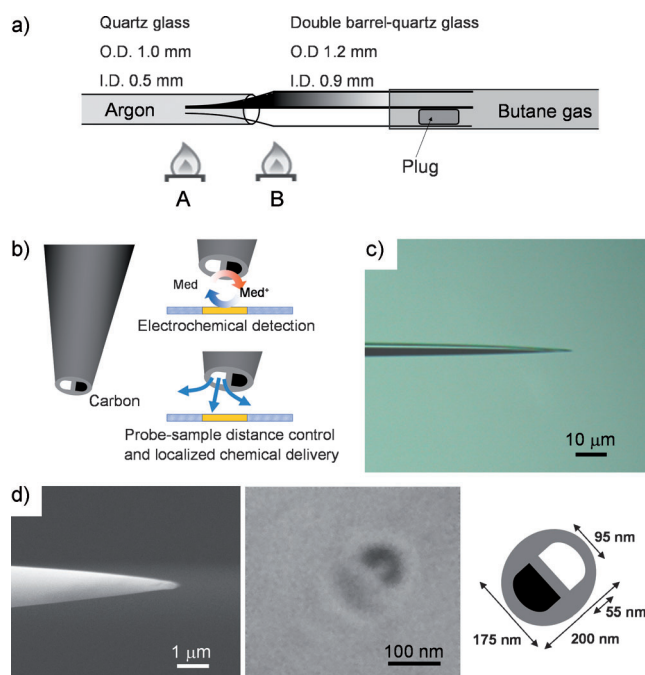 a)
Quartz glass
O.D. 1.0 mm
I.D. 0.5 mm
Double barrel-quartz glass
O.D 1.2 mm
I.D. 0.9 mm
Argon
Butane gas
Plug
A
B
b)
Med
Med⁺
Electrochemical detection
Carbon
Probe-sample distance control
and localized chemical delivery
c)
10 μm
d)
1 μm
100 nm
95 nm
55 nm
175 nm
200 nm